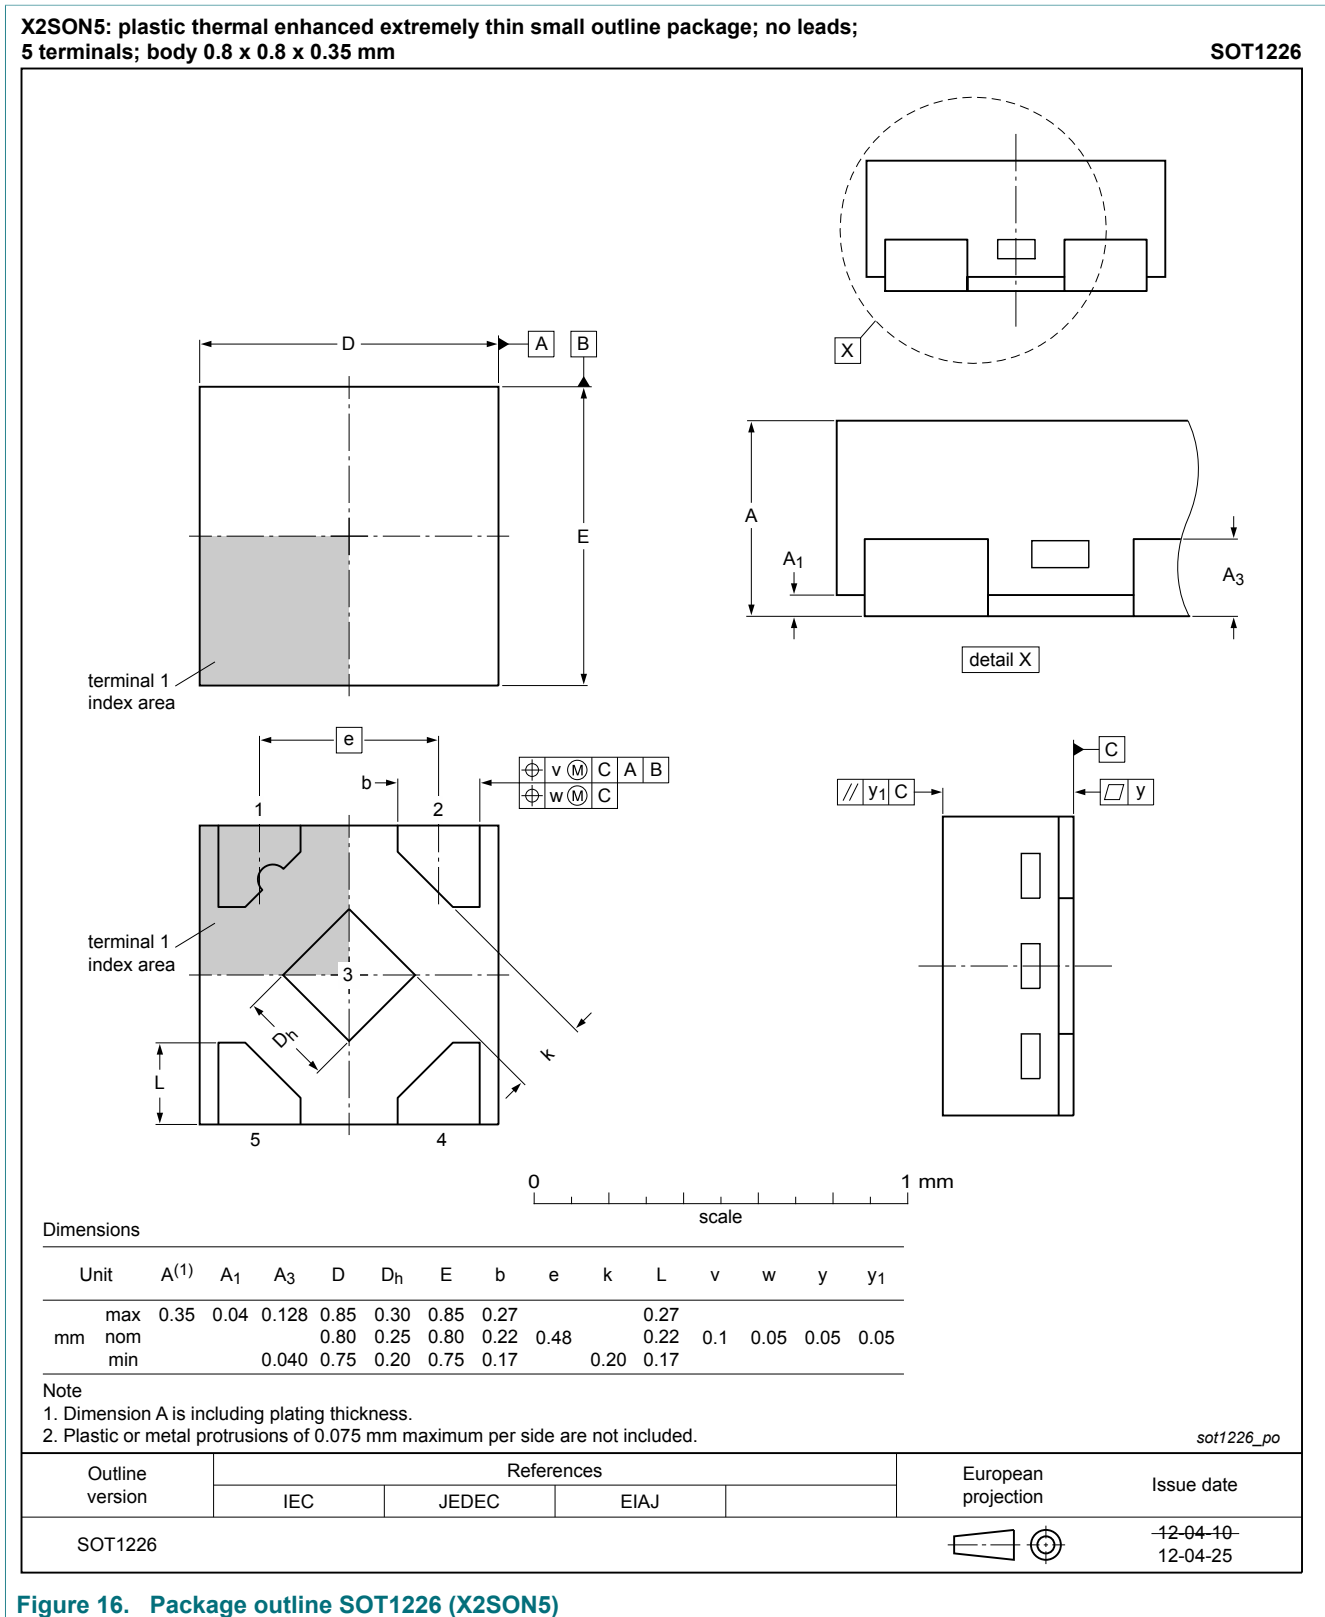 X2SON5: plastic thermal enhanced extremely thin small outline package; no leads;
5 terminals; body 0.8 x 0.8 x 0.35 mm SOT1226
X
D A B
E
terminal 1
index area
A
A1
A3
detail X
e
b
v M C A B
w M C
1 2
terminal 1
index area
3
Dh
k
L
5 4
C
// y1 C
y
0 1 mm
scale
Dimensions
Unit A(1) A1 A3 D Dh E b e k L v w y y1
max 0.35 0.04 0.128 0.85 0.30 0.85 0.27 0.27
mm nom 0.80 0.25 0.80 0.22 0.48 0.22 0.1 0.05 0.05 0.05
min 0.040 0.75 0.20 0.75 0.17 0.20 0.17
Note
1. Dimension A is including plating thickness.
2. Plastic or metal protrusions of 0.075 mm maximum per side are not included.
sot1226_po
Outline version References European projection Issue date
IEC JEDEC EIAJ
SOT1226 12-04-10
12-04-25
Figure 16. Package outline SOT1226 (X2SON5)